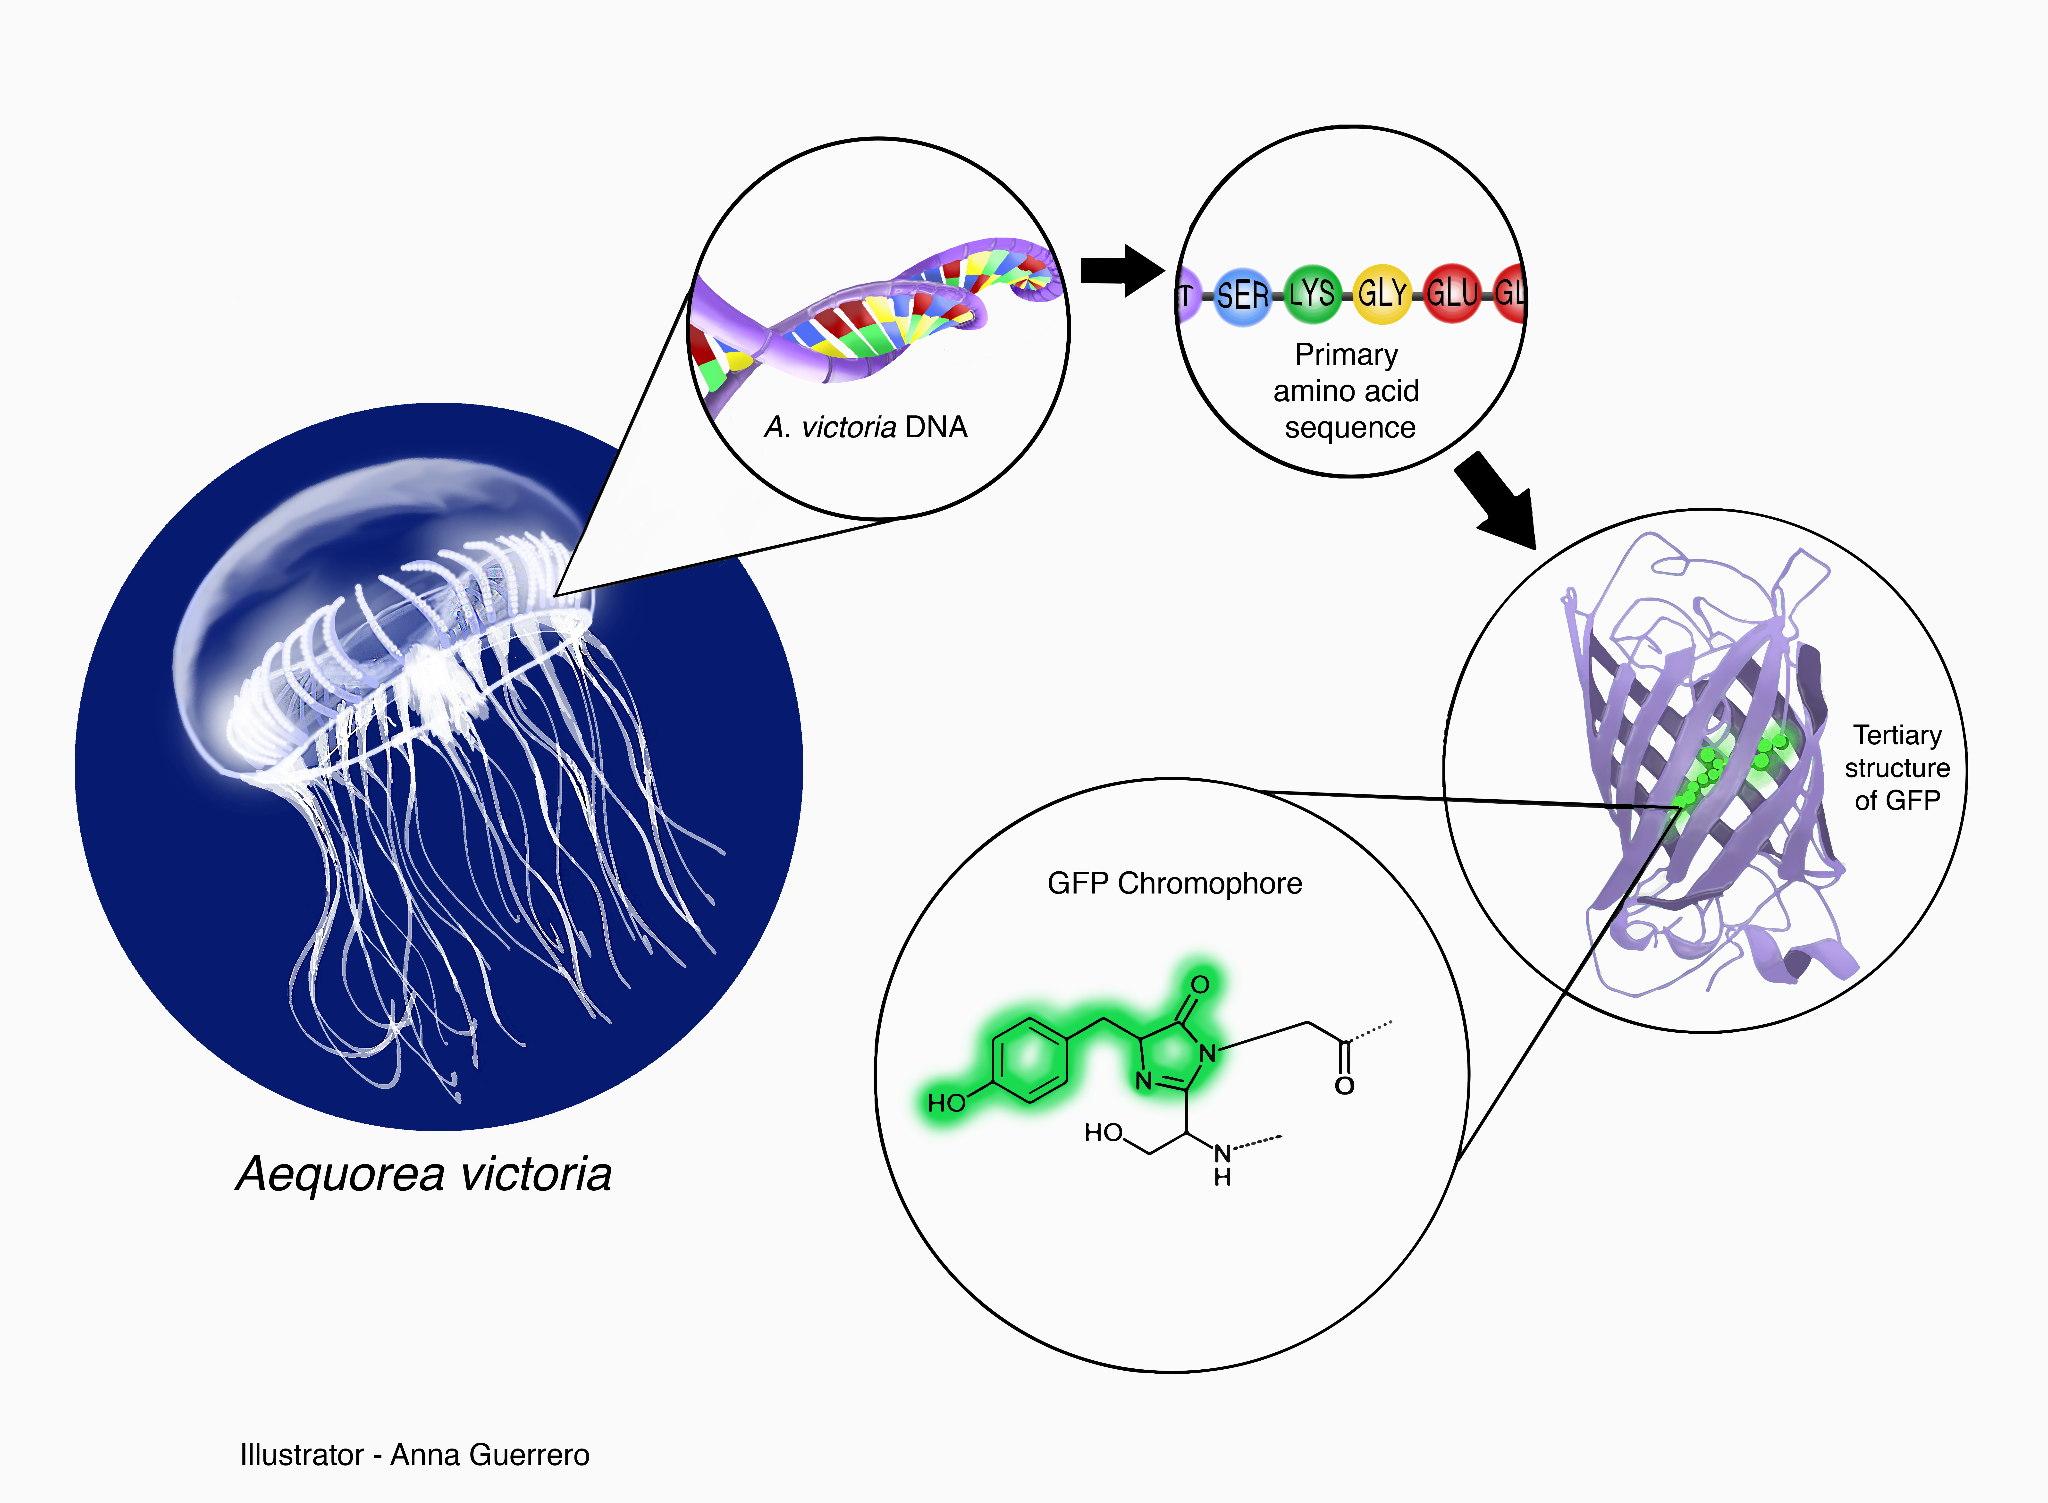 A. victoria DNA
T SER LYS GLY GLU GL
Primary
amino acid
sequence
Tertiary
structure
of GFP
GFP Chromophore
O
N
N
O
HO
HO
N
H
Aequorea victoria
Illustrator - Anna Guerrero